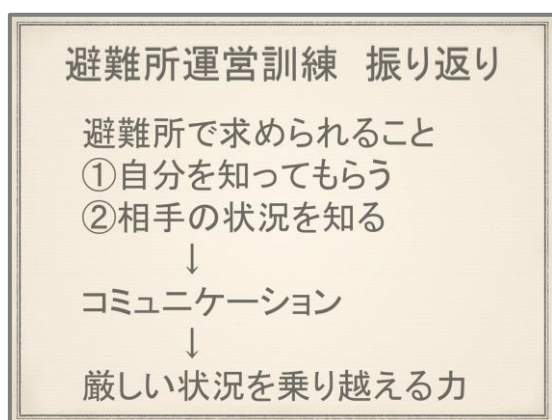 避難所運営訓練 振り返り
避難所で求められること
①自分を知ってもらう
②相手の状況を知る
↓
コミュニケーション
↓
厳しい状況を乗り越える力